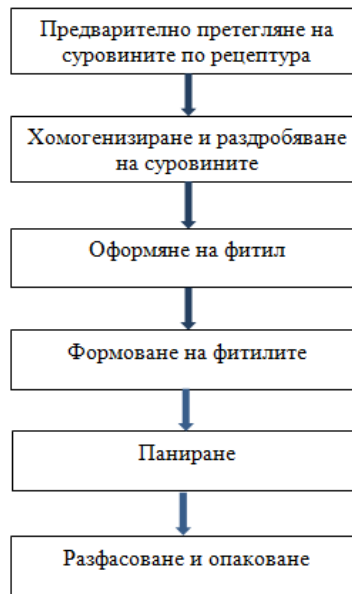 Предварително претегляне на
суровините по рецептура
Хомогенизиране и раздробяване
на суровините
Оформяне на фитил
Формоване на фитилите
Паниране
Разфасоване и опаковане